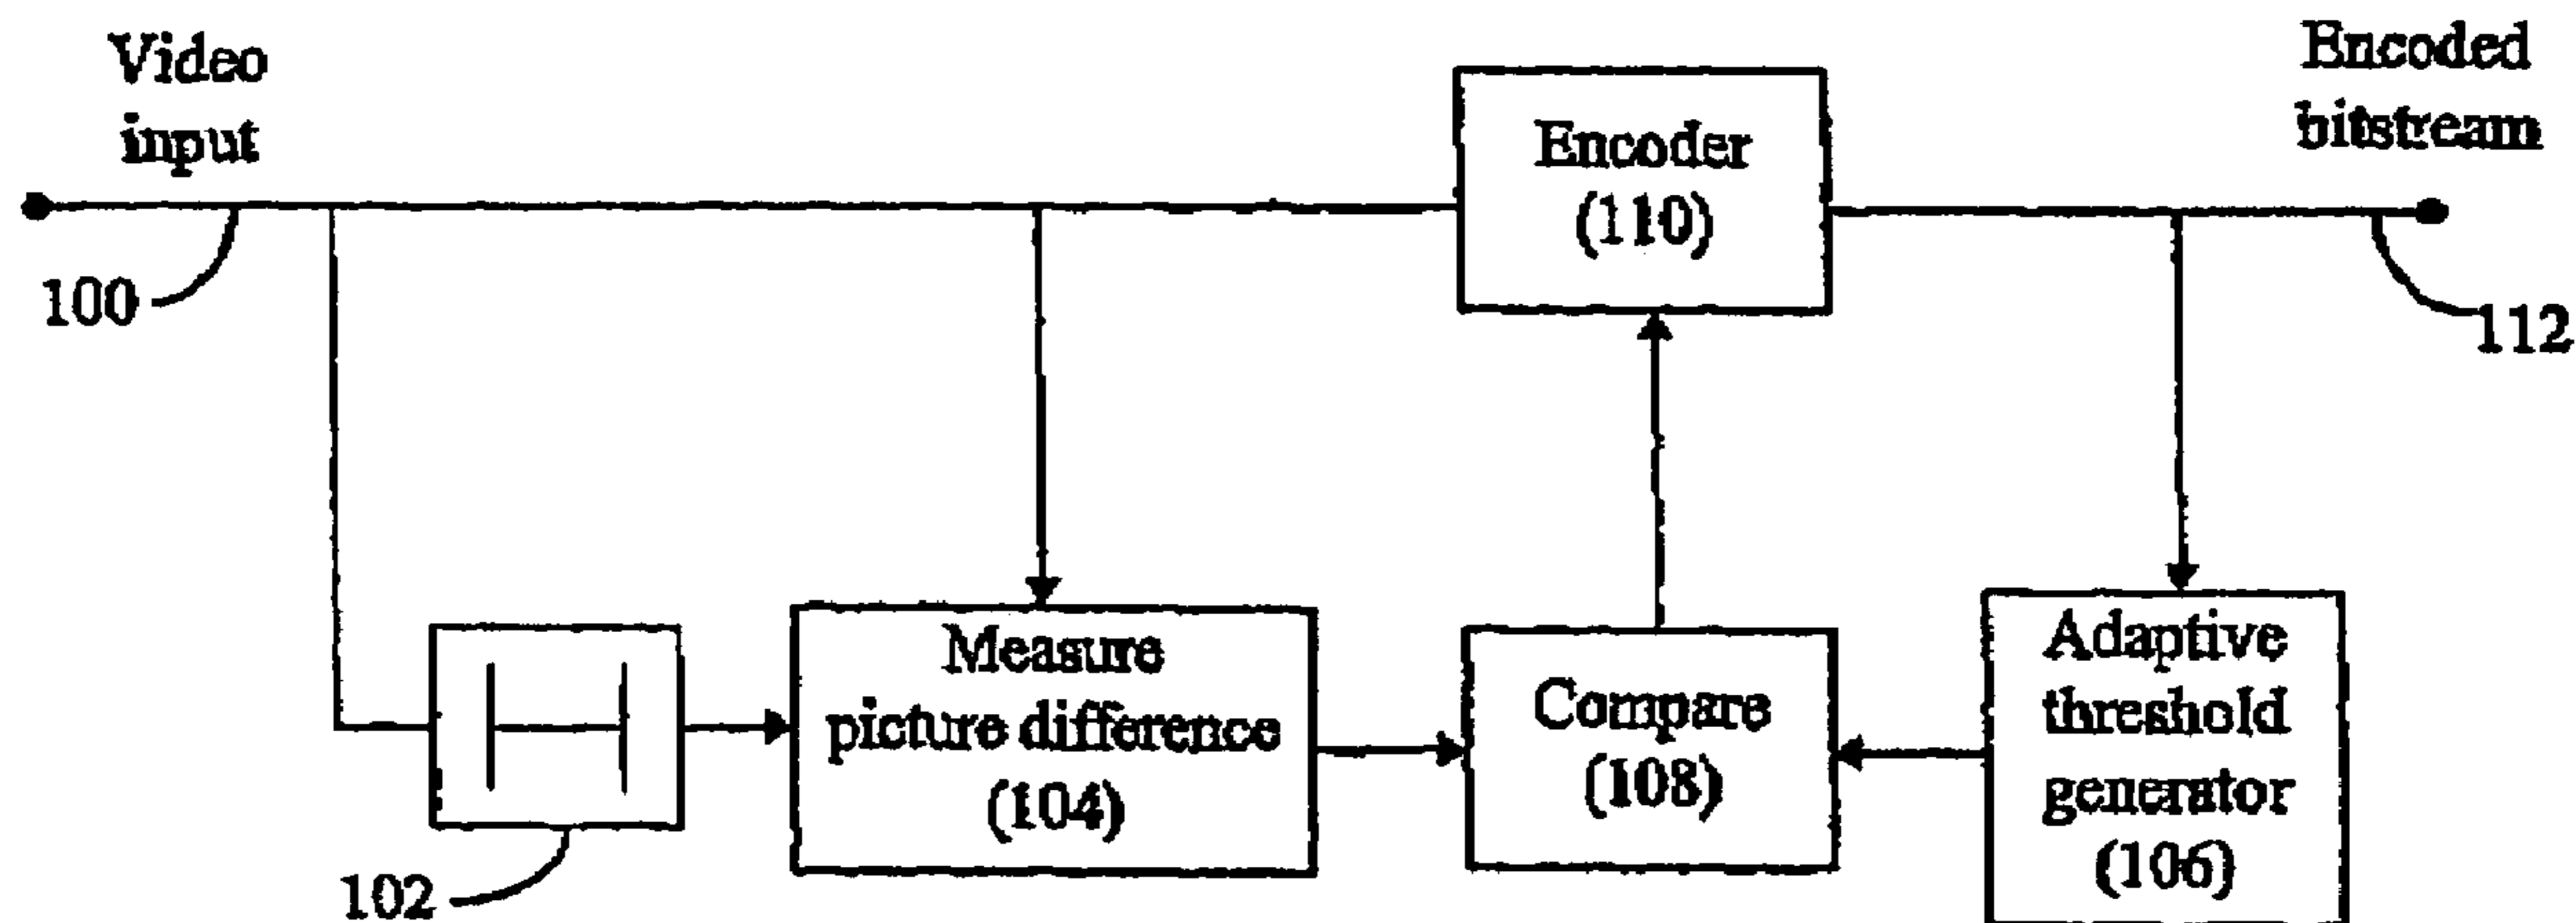 Video
input
Encoded
bitstream
Encoder
(110)
100
112
Measure
picture difference
(104)
Compare
(108)
Adaptive
threshold
generator
(106)
102